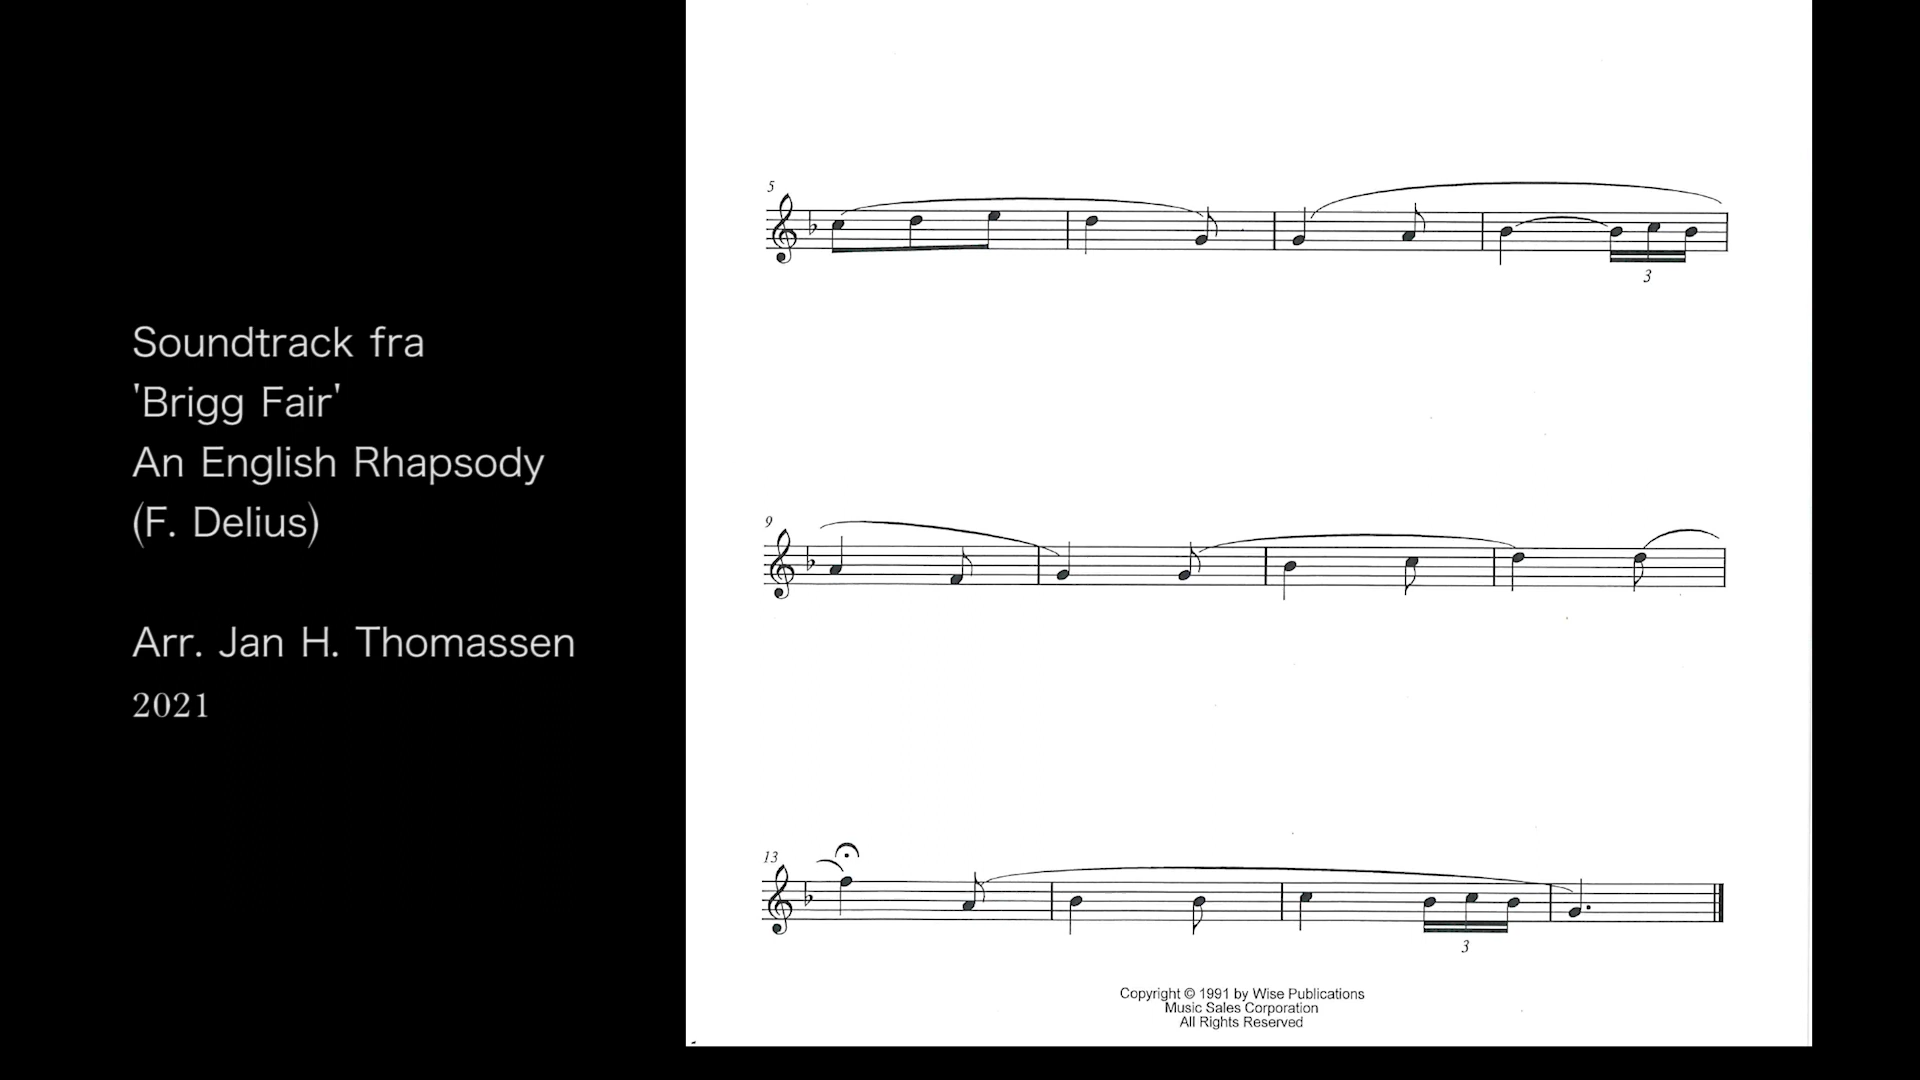 Soundtrack fra
'Brigg Fair'
An English Rhapsody
(F. Delius)
Arr. Jan H. Thomassen
2021
5
3
9
13
3
Copyright © 1991 by Wise Publications
Music Sales Corporation
All Rights Reserved